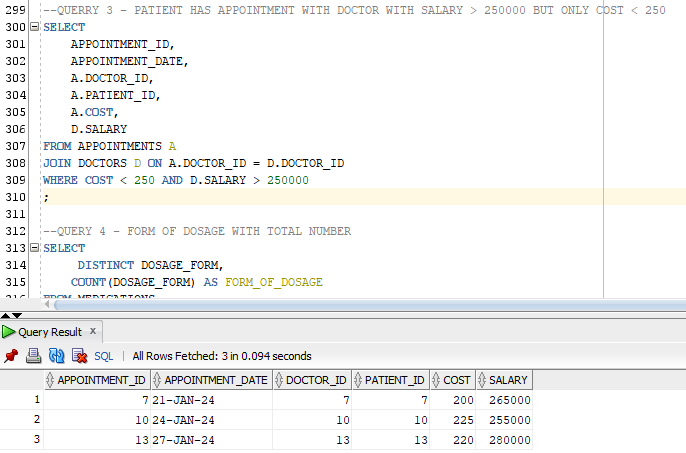 299 --QUERRY 3 - PATIENT HAS APPOINTMENT WITH DOCTOR WITH SALARY > 250000 BUT ONLY COST < 250
300 SELECT
301 APPOINTMENT_ID,
302 APPOINTMENT_DATE,
303 A.DOCTOR_ID,
304 A.PATIENT_ID,
305 A.COST,
306 D.SALARY
307 FROM APPOINTMENTS A
308 JOIN DOCTORS D ON A.DOCTOR_ID = D.DOCTOR_ID
309 WHERE COST < 250 AND D.SALARY > 250000
310 ;
311
312 --QUERY 4 - FORM OF DOSAGE WITH TOTAL NUMBER
313 SELECT
314 DISTINCT DOSAGE_FORM,
315 COUNT(DOSAGE_FORM) AS FORM_OF_DOSAGE
316 FROM MEDICATIONS
Query Result x
SQL | All Rows Fetched: 3 in 0.094 seconds
APPOINTMENT_ID APPOINTMENT_DATE DOCTOR_ID PATIENT_ID COST SALARY
1 7 21-JAN-24 7 7 200 265000
2 10 24-JAN-24 10 10 225 255000
3 13 27-JAN-24 13 13 220 280000